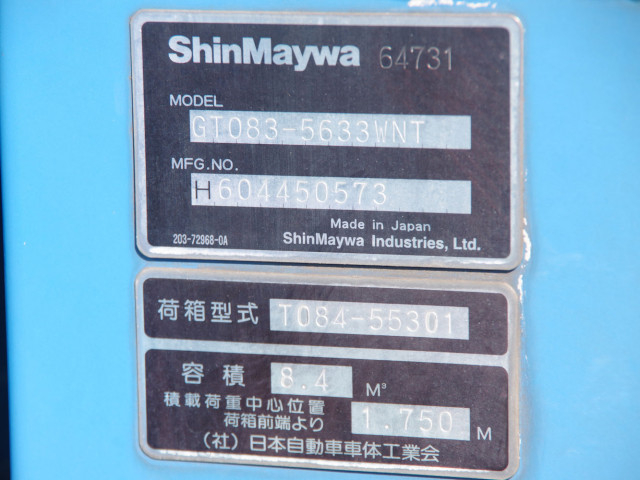 ShinMaywa 64731
MODEL
GT083-5633WNT
MFG.NO.
H604450573
Made in Japan
203-72968-0A ShinMaywa Industries, Ltd.
荷箱型式 T084-55301
容積 8.4 M³
積載荷重中心位置
荷箱前端より 1.750 M
(社)日本自動車車体工業会